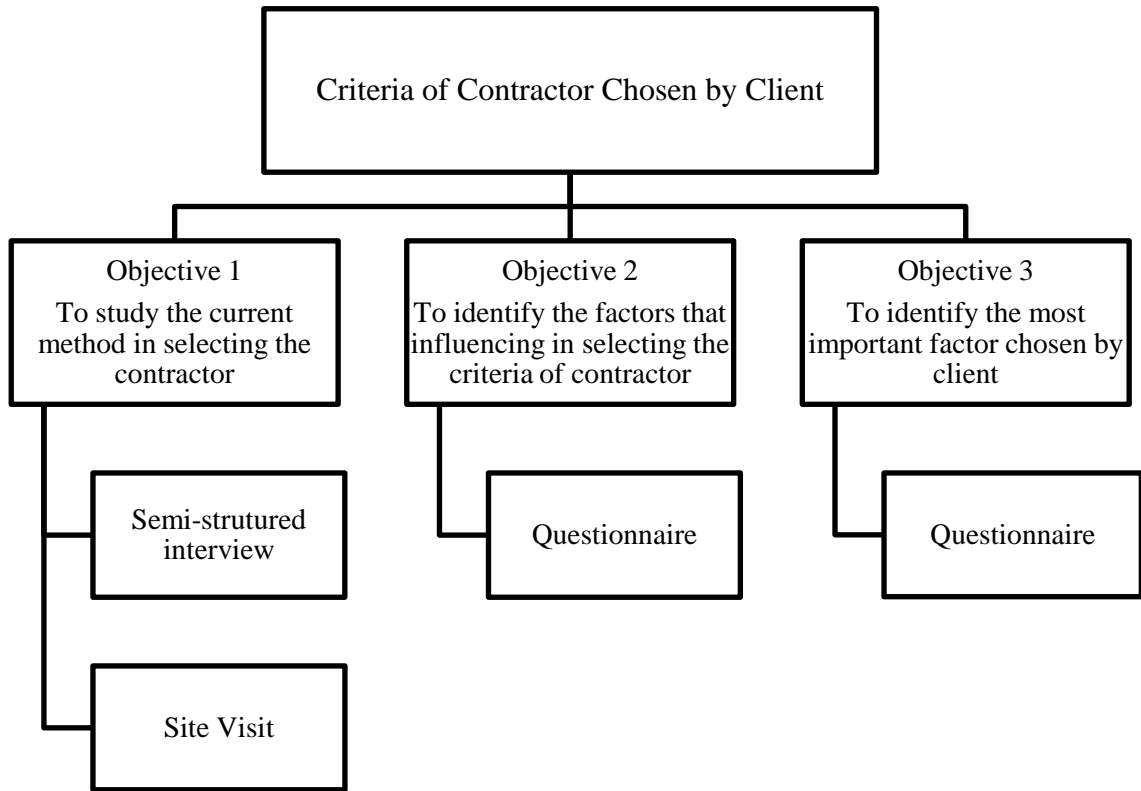 Criteria of Contractor Chosen by Client
Objective 1
To study the current
method in selecting the
contractor
Semi-strutured
interview
Site Visit
Objective 2
To identify the factors that
influencing in selecting the
criteria of contractor
Questionnaire
Objective 3
To identify the most
important factor chosen by
client
Questionnaire